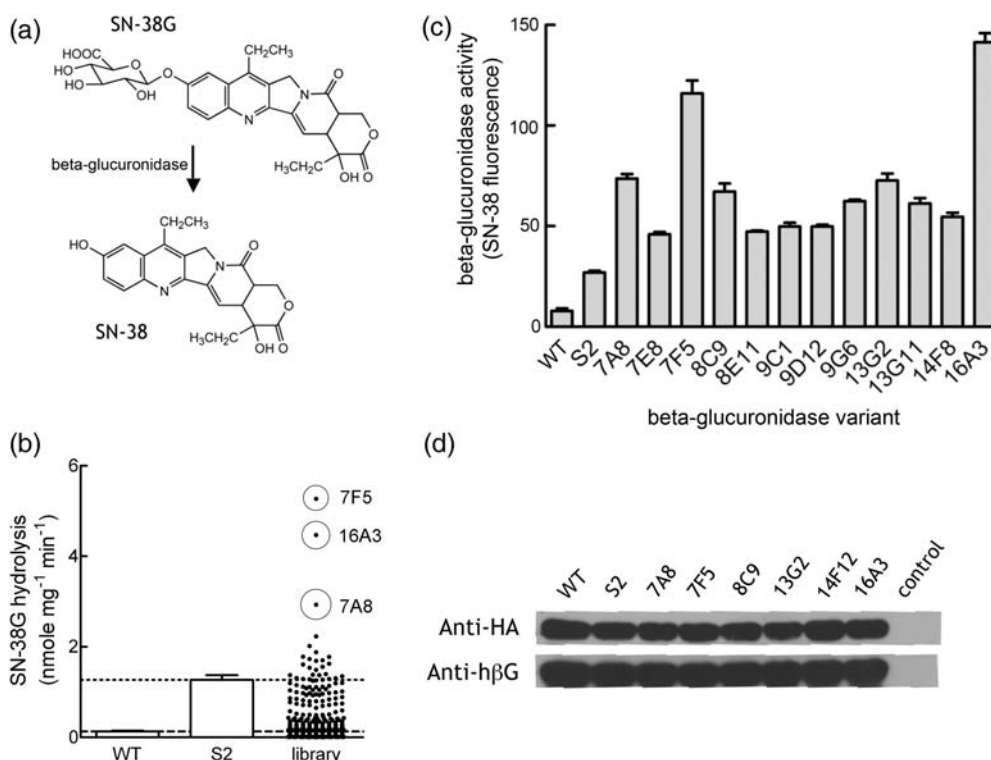 (a)
SN-38G
CH₂CH₃
HOOC
HO
HO
OH
O
O
N
N
O
O
H₃CH₂C
OH
O
beta-glucuronidase
CH₂CH₃
HO
N
N
O
O
SN-38
H₃CH₂C
OH
O
(b)
SN-38G hydrolysis
(nmole mg⁻¹ min⁻¹)
6
4
2
0
7F5
16A3
7A8
WT S2 library
(c)
beta-glucuronidase activity
(SN-38 fluorescence)
150
100
50
0
WT S2 7A8 7E8 7F5 8C9 8E11 9C1 9D12 9G6 13G2 13G11 14F8 16A3
beta-glucuronidase variant
(d)
WT S2 7A8 7F5 8C9 13G2 14F12 16A3 control
Anti-HA
Anti-hβG